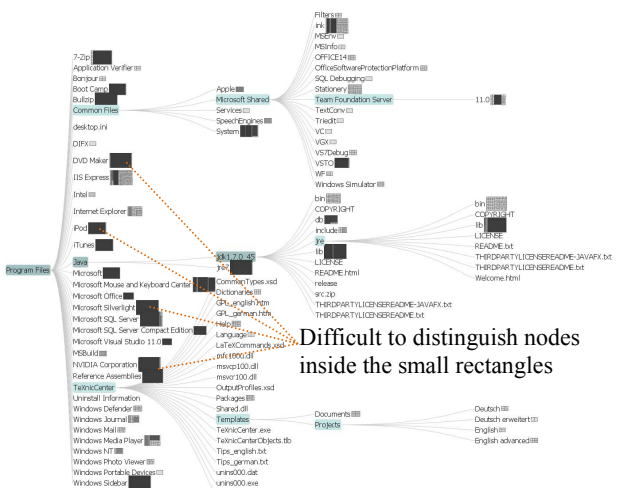 Program Files
7-Zip
Application Verifier
Bonjour
Boot Camp
Bullzip
Common Files
desktop.ini
DIFX
DVD Maker
IIS Express
Intel
Internet Explorer
iPod
iTunes
Java
Microsoft
Microsoft Mouse and Keyboard Center
Microsoft Office
Microsoft Silverlight
Microsoft SQL Server
Microsoft SQL Server Compact Edition
Microsoft Visual Studio 11.0
MSBuild
NVIDIA Corporation
Reference Assemblies
TeXnicCenter
Uninstall Information
Windows Defender
Windows Journal
Windows Mail
Windows Media Player
Windows NT
Windows Photo Viewer
Windows Portable Devices
Windows Sidebar
Apple
Microsoft Shared
Services
SpeechEngines
System
Filters
ink
MSEnv
MSInfo
OFFICE14
OfficeSoftwareProtectionPlatform
SQL Debugging
Stationery
Team Foundation Server
TextConv
Triedit
VC
VGX
VS7Debug
VSTO
WF
Windows Simulator
11.0
jdk1.7.0_45
jre7
bin
COPYRIGHT
db
include
jre
lib
LICENSE
README.html
release
src.zip
THIRDPARTYLICENSEREADME-JAVAFX.txt
THIRDPARTYLICENSEREADME.txt
bin
COPYRIGHT
lib
LICENSE
README.txt
THIRDPARTYLICENSEREADME-JAVAFX.txt
THIRDPARTYLICENSEREADME.txt
Welcome.html
CommonTypes.xsd
Dictionaries
GPL_english.htm
GPL_german.htm
Help
Language
LaTeXCommands.xsd
mfc100u.dll
msvcp100.dll
msvcr100.dll
OutputProfiles.xsd
Packages
Shared.dll
Templates
TeXnicCenter.exe
TeXnicCenterObjects.tlb
Tips_english.txt
Tips_german.txt
unins000.dat
unins000.exe
Documents
Projects
Deutsch
Deutsch erweitert
English
English advanced
Difficult to distinguish nodes
inside the small rectangles